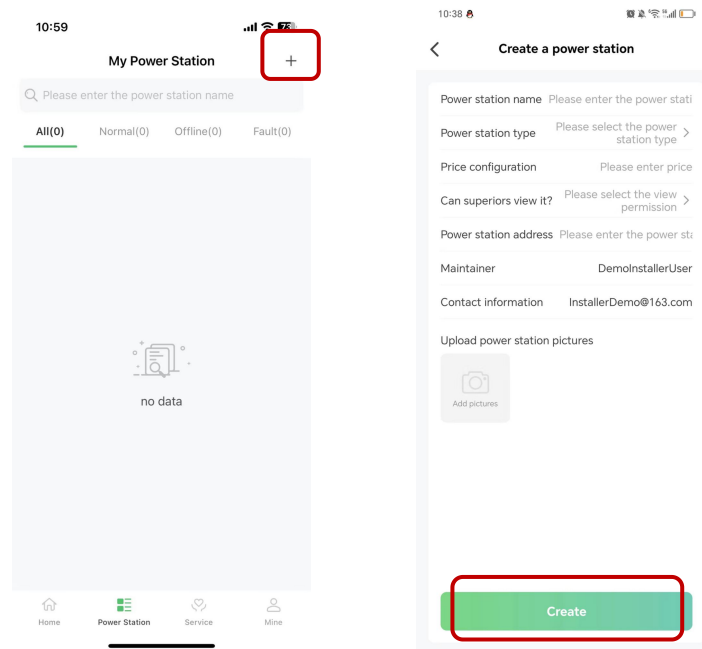 10:59
73
My Power Station
+
Please enter the power station name
All(0) Normal(0) Offline(0) Fault(0)
no data
Home Power Station Service Mine
10:38
Create a power station
Power station name Please enter the power stati
Power station type Please select the power
station type
Price configuration Please enter price
Can superiors view it? Please select the view
permission
Power station address Please enter the power sta
Maintainer DemoInstallerUser
Contact information InstallerDemo@163.com
Upload power station pictures
Add pictures
Create